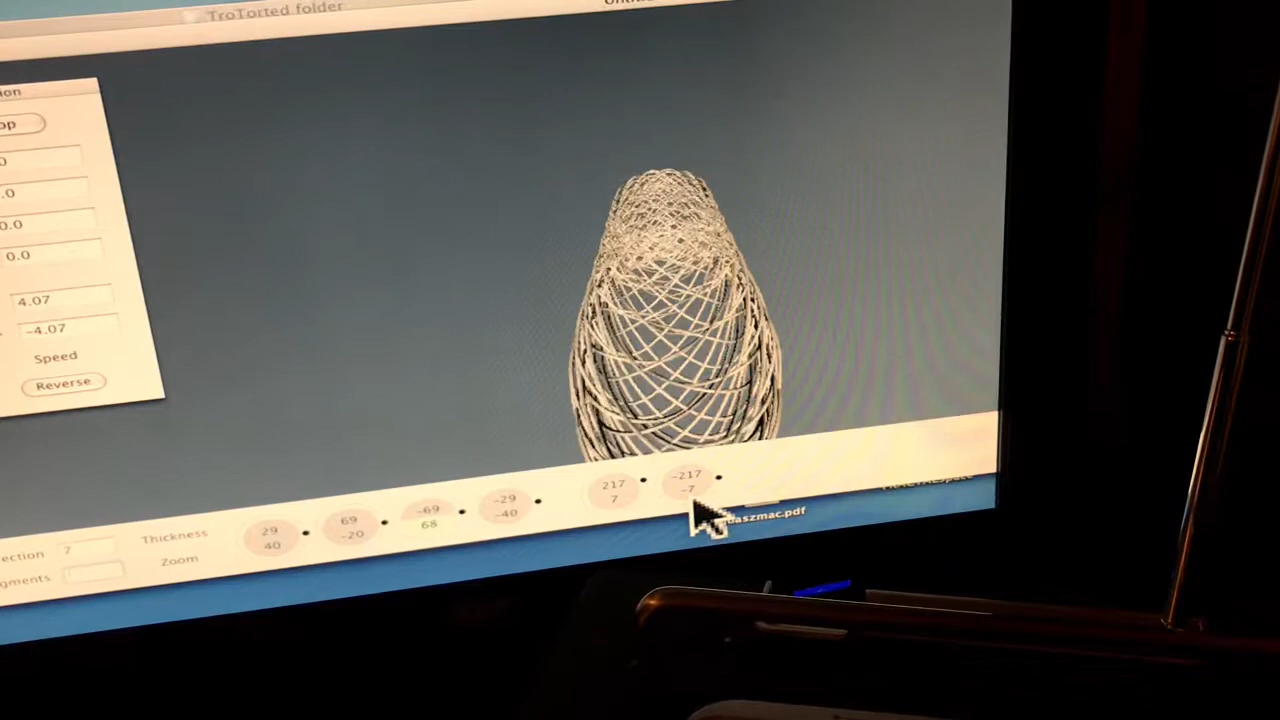 TroTorted folder
on
op
0
.0
0.0
0.0
4.07
-4.07
Speed
Reverse
ection 7
gments
Thickness
Zoom
29
40
69
-20
-69
68
-29
-40
217
7
-217
-7
aszmac.pdf